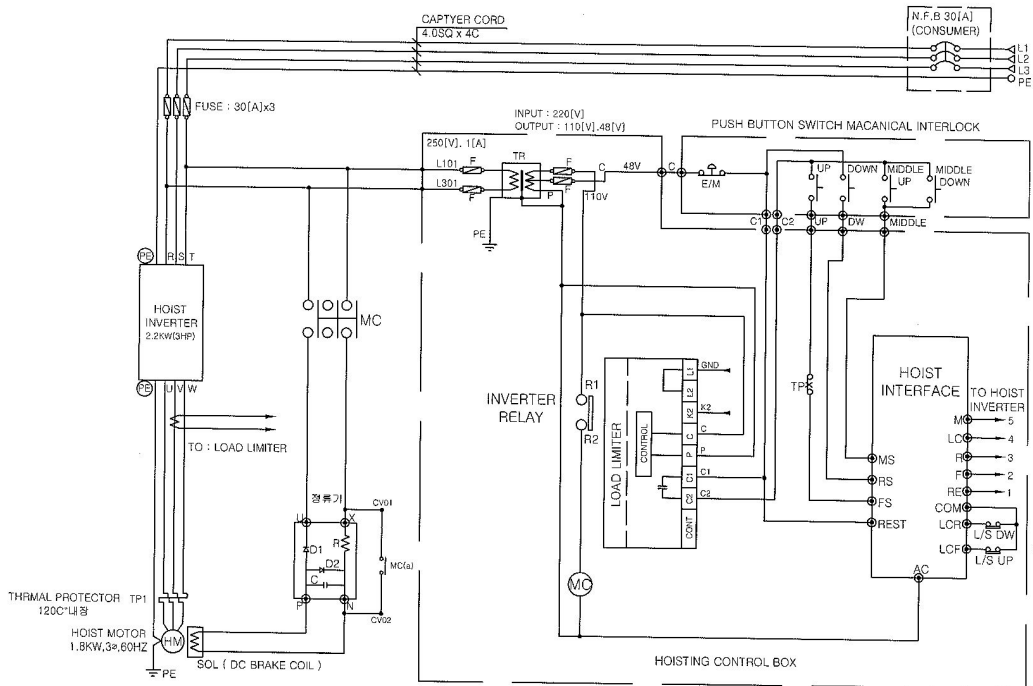 CAPTYER CORD
4.0SQ x 4C
N.F.B 30[A]
(CONSUMER)
L1
L2
L3
PE
FUSE : 30[A]x3
INPUT : 220[V]
OUTPUT : 110[V].48[V]
PUSH BUTTON SWITCH MACANICAL INTERLOCK
250[V]. 1[A]
L101
F
TR
F
C
48V
C
E/M
UP
DOWN
MIDDLE
UP
MIDDLE
DOWN
L301
F
F
P
110V
PE
C1
C2
UP
DW
MIDDLE
PE
R
S
T
HOIST
INVERTER
2.2KW(3HP)
MC
PE
U
V
W
TO : LOAD LIMITER
INVERTER
RELAY
R1
R2
LOAD LIMITER
CONTROL
L1
GND
L2
K2
K2
C
C
P
P
C1
C1
C2
C2
CONT
TP
HOIST
INTERFACE
TO HOIST
INVERTER
M
5
LC
4
R
3
F
2
RE
1
MS
RS
FS
REST
COM
LCR
L/S DW
LCF
L/S UP
AC
정류기
CV01
U
X
D1
R
D2
C
MC(a)
P
N
CV02
MC
THRMAL PROTECTOR TP1
120C°내장
HOIST MOTOR
1.8KW,3ø,60HZ
HM
SOL ( DC BRAKE COIL )
PE
HOISTING CONTROL BOX